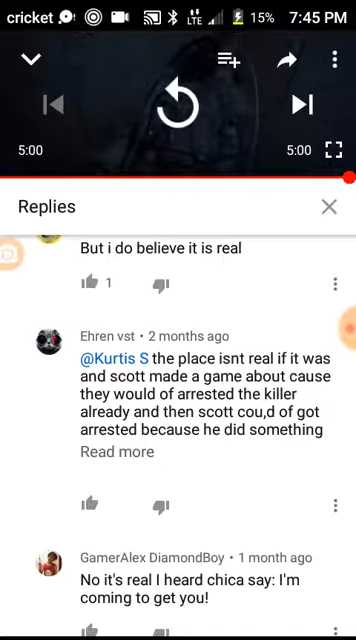 cricket LTE 15% 7:45 PM
5:00 5:00
Replies
But i do believe it is real
1
Ehren vst • 2 months ago
@Kurtis S the place isnt real if it was
and scott made a game about cause
they would of arrested the killer
already and then scott cou,d of got
arrested because he did something
Read more
GamerAlex DiamondBoy • 1 month ago
No it's real I heard chica say: I'm
coming to get you!